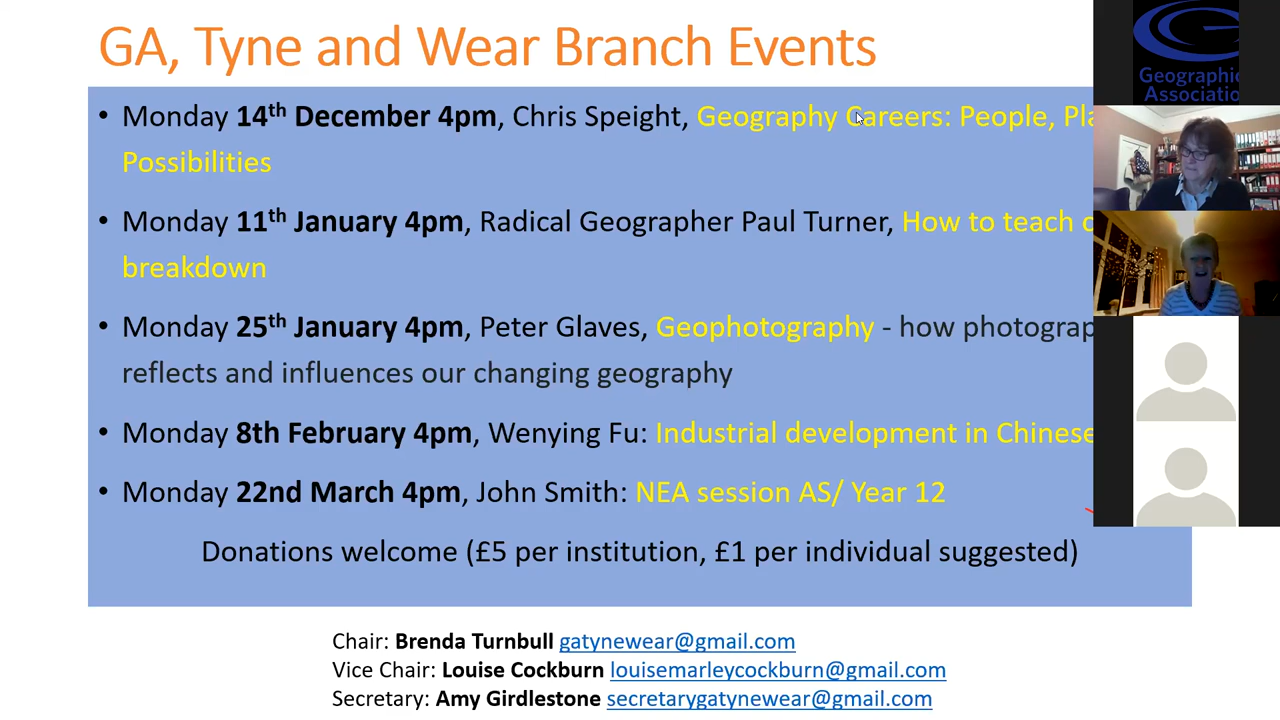 GA, Tyne and Wear Branch Events
• Monday 14th December 4pm, Chris Speight, Geography Careers: People,
Possibilities
• Monday 11th January 4pm, Radical Geographer Paul Turner, How to teach
breakdown
• Monday 25th January 4pm, Peter Glaves, Geophotography - how
reflects and influences our changing geography
• Monday 8th February 4pm, Wenying Fu: Industrial development in Chinese
• Monday 22nd March 4pm, John Smith: NEA session AS/ Year 12
Donations welcome (£5 per institution, £1 per individual suggested)
Chair: Brenda Turnbull gatynewear@gmail.com
Vice Chair: Louise Cockburn louisemarleycockburn@gmail.com
Secretary: Amy Girdlestone secretarygatynewear@gmail.com